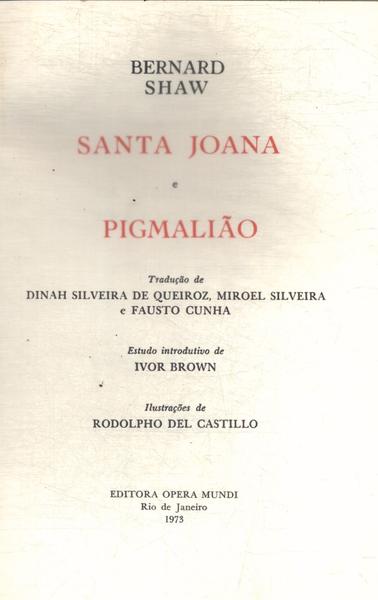 BERNARD
SHAW
SANTA JOANA
e
PIGMALIÃO
Tradução de
DINAH SILVEIRA DE QUEIROZ, MIROEL SILVEIRA
e FAUSTO CUNHA
Estudo introdutivo de
IVOR BROWN
Ilustrações de
RODOLPHO DEL CASTILLO
EDITORA OPERA MUNDI
Rio de Janeiro
1973